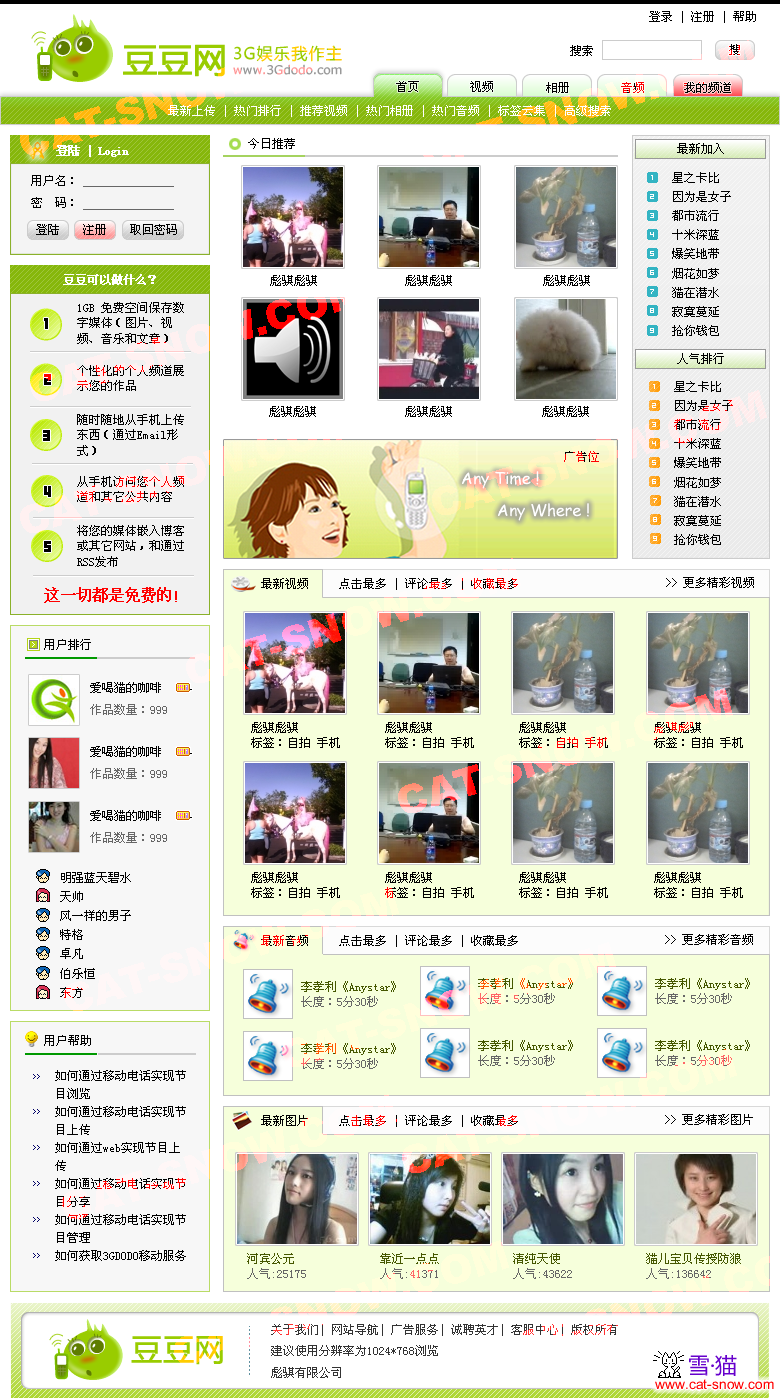 登录 | 注册 | 帮助
豆豆网 3G娱乐我作主
www.3Gdodo.com
搜索 搜
首页 视频 相册 音频 我的频道
最新上传 | 热门排行 | 推荐视频 | 热门相册 | 热门音频 | 标签云集 | 高级搜索
登陆 | Login
用户名：
密 码：
登陆 注册 取回密码
豆豆可以做什么？
1 1GB 免费空间保存数
字媒体（图片、视
频、音乐和文章）
2 个性化的个人频道展
示您的作品
3 随时随地从手机上传
东西（通过Email形
式）
4 从手机访问您个人频
道和其它公共内容
5 将您的媒体嵌入博客
或其它网站，和通过
RSS发布
这一切都是免费的！
用户排行
爱喝猫的咖啡
作品数量：999
爱喝猫的咖啡
作品数量：999
爱喝猫的咖啡
作品数量：999
明强蓝天碧水
天帅
风一样的男子
特格
卓凡
伯乐恒
东方
用户帮助
>> 如何通过移动电话实现节
目浏览
>> 如何通过移动电话实现节
目上传
>> 如何通过web实现节目上
传
>> 如何通过移动电话实现节
目分享
>> 如何通过移动电话实现节
目管理
>> 如何获取3GDODO移动服务
今日推荐
彪骐彪骐 彪骐彪骐 彪骐彪骐
彪骐彪骐 彪骐彪骐 彪骐彪骐
广告位
Any Time !
Any Where !
最新加入
1 星之卡比
2 因为是女子
3 都市流行
4 十米深蓝
5 爆笑地带
6 烟花如梦
7 猫在潜水
8 寂寞蔓延
9 抢你钱包
人气排行
1 星之卡比
2 因为是女子
3 都市流行
4 十米深蓝
5 爆笑地带
6 烟花如梦
7 猫在潜水
8 寂寞蔓延
9 抢你钱包
最新视频 点击最多 | 评论最多 | 收藏最多 >> 更多精彩视频
彪骐彪骐 彪骐彪骐 彪骐彪骐 彪骐彪骐
标签：自拍 手机 标签：自拍 手机 标签：自拍 手机 标签：自拍 手机
彪骐彪骐 彪骐彪骐 彪骐彪骐 彪骐彪骐
标签：自拍 手机 标签：自拍 手机 标签：自拍 手机 标签：自拍 手机
最新音频 点击最多 | 评论最多 | 收藏最多 >> 更多精彩音频
李孝利《Anystar》 李孝利《Anystar》 李孝利《Anystar》
长度：5分30秒 长度：5分30秒 长度：5分30秒
李孝利《Anystar》 李孝利《Anystar》 李孝利《Anystar》
长度：5分30秒 长度：5分30秒 长度：5分30秒
最新图片 点击最多 | 评论最多 | 收藏最多 >> 更多精彩图片
河宾公元 靠近一点点 清纯天使 猫儿宝贝传授防狼
人气:25175 人气:41371 人气:43622 人气:136642
豆豆网
关于我们| 网站导航| 广告服务| 诚聘英才| 客服中心| 版权所有
建议使用分辨率为1024*768浏览
彪骐有限公司
雪·猫
www.cat-snow.com